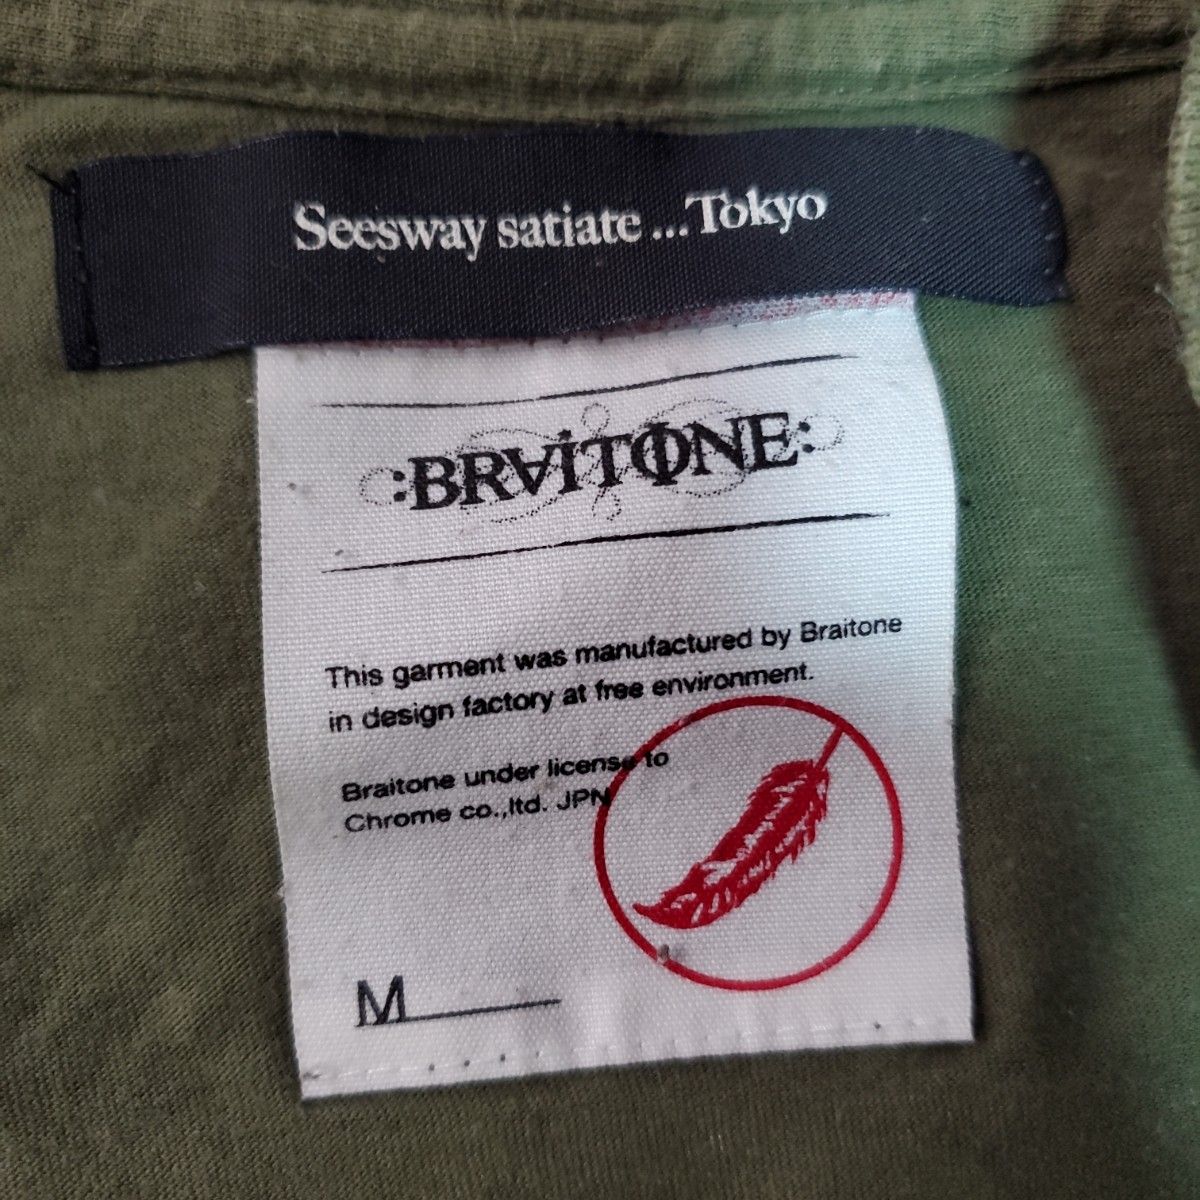 Seesway satiate ... Tokyo
:BRAiTONE:
This garment was manufactured by Braitone
in design factory at free environment.
Braitone under license to
Chrome co.,ltd. JPN
M